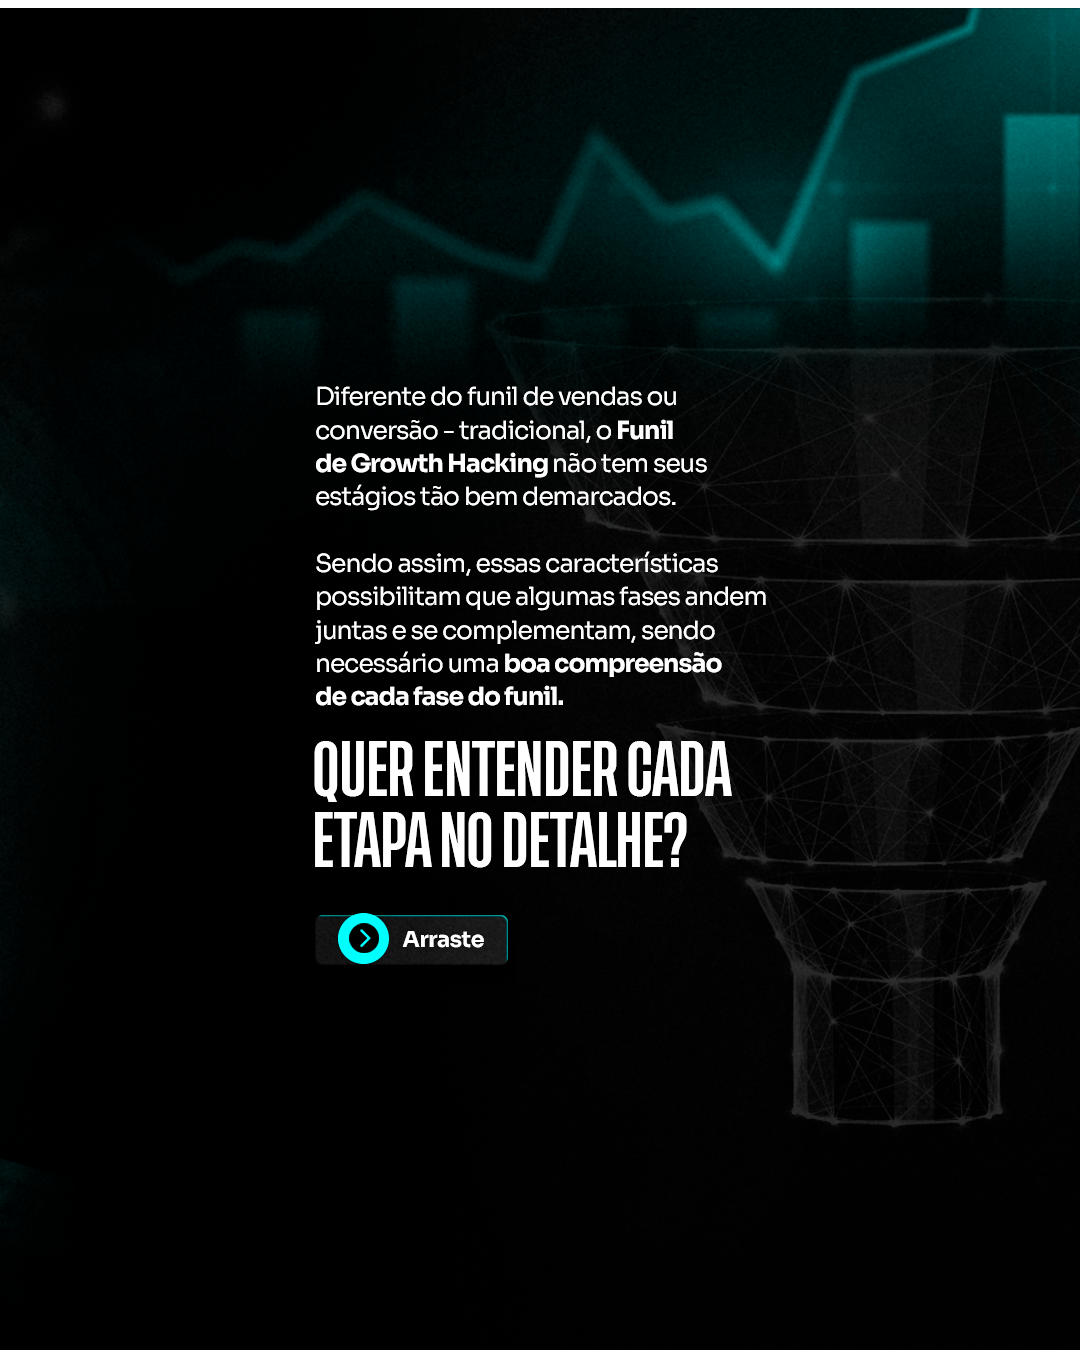 Diferente do funil de vendas ou
conversão - tradicional, o Funil
de Growth Hacking não tem seus
estágios tão bem demarcados.
Sendo assim, essas características
possibilitam que algumas fases andem
juntas e se complementam, sendo
necessário uma boa compreensão
de cada fase do funil.
QUER ENTENDER CADA
ETAPA NO DETALHE?
Arraste